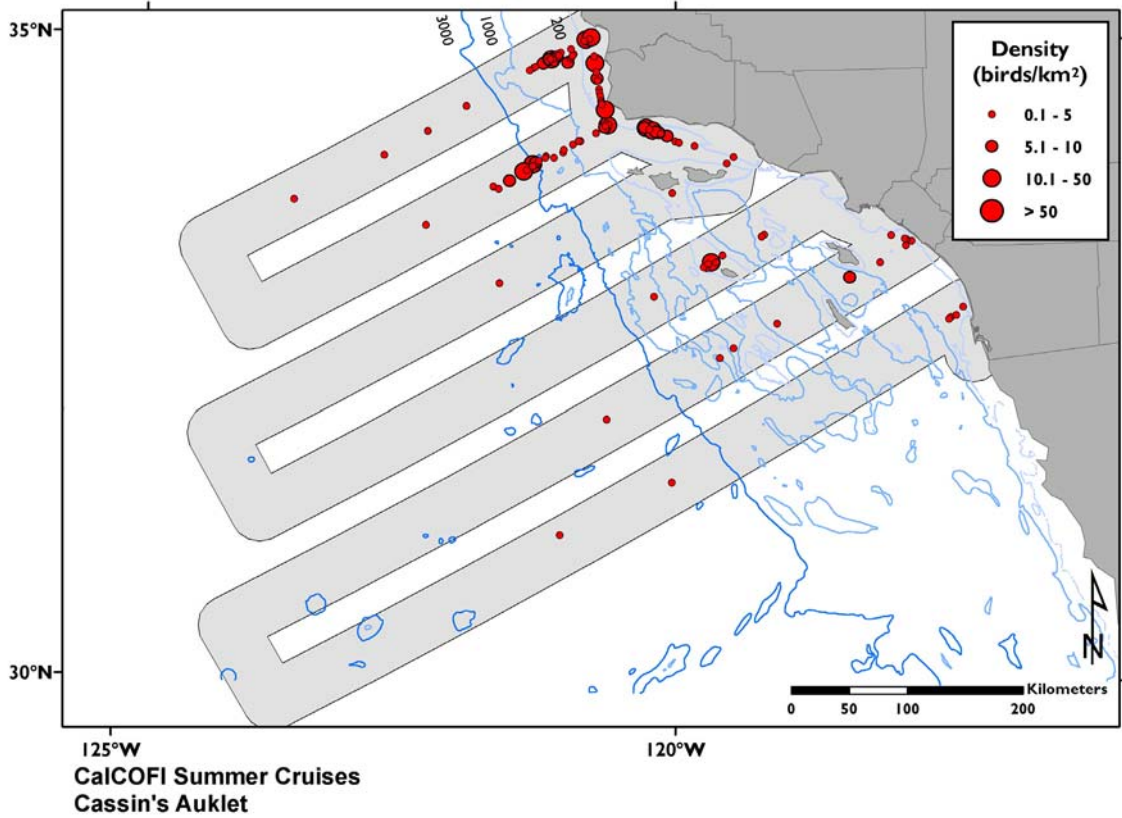 35°N
3000
1000
200
Density
(birds/km²)
0.1 - 5
5.1 - 10
10.1 - 50
> 50
30°N
N
Kilometers
0 50 100 200
125°W 120°W
CalCOFI Summer Cruises
Cassin's Auklet